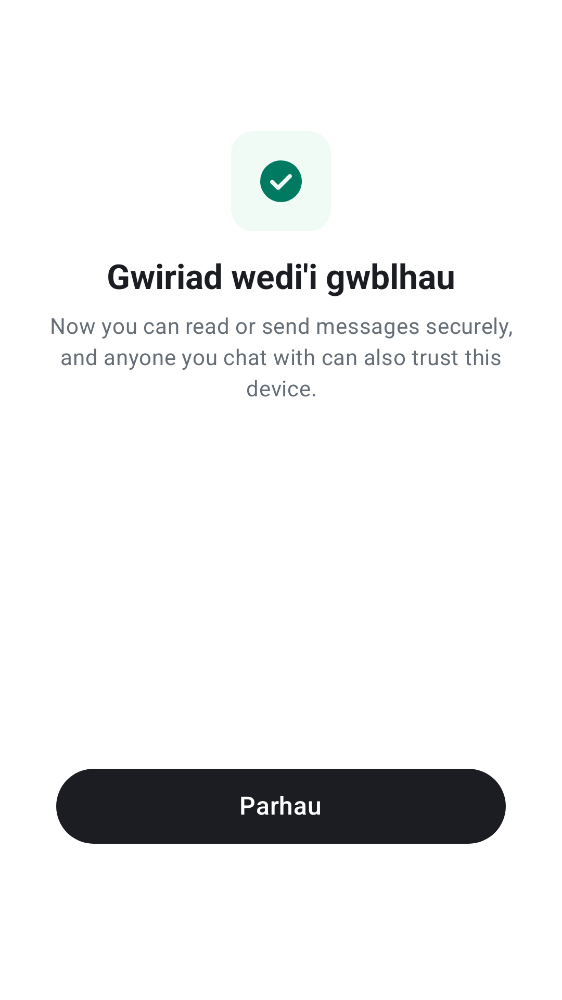 Gwiriad wedi'i gwblhau
Now you can read or send messages securely,
and anyone you chat with can also trust this
device.
Parhau